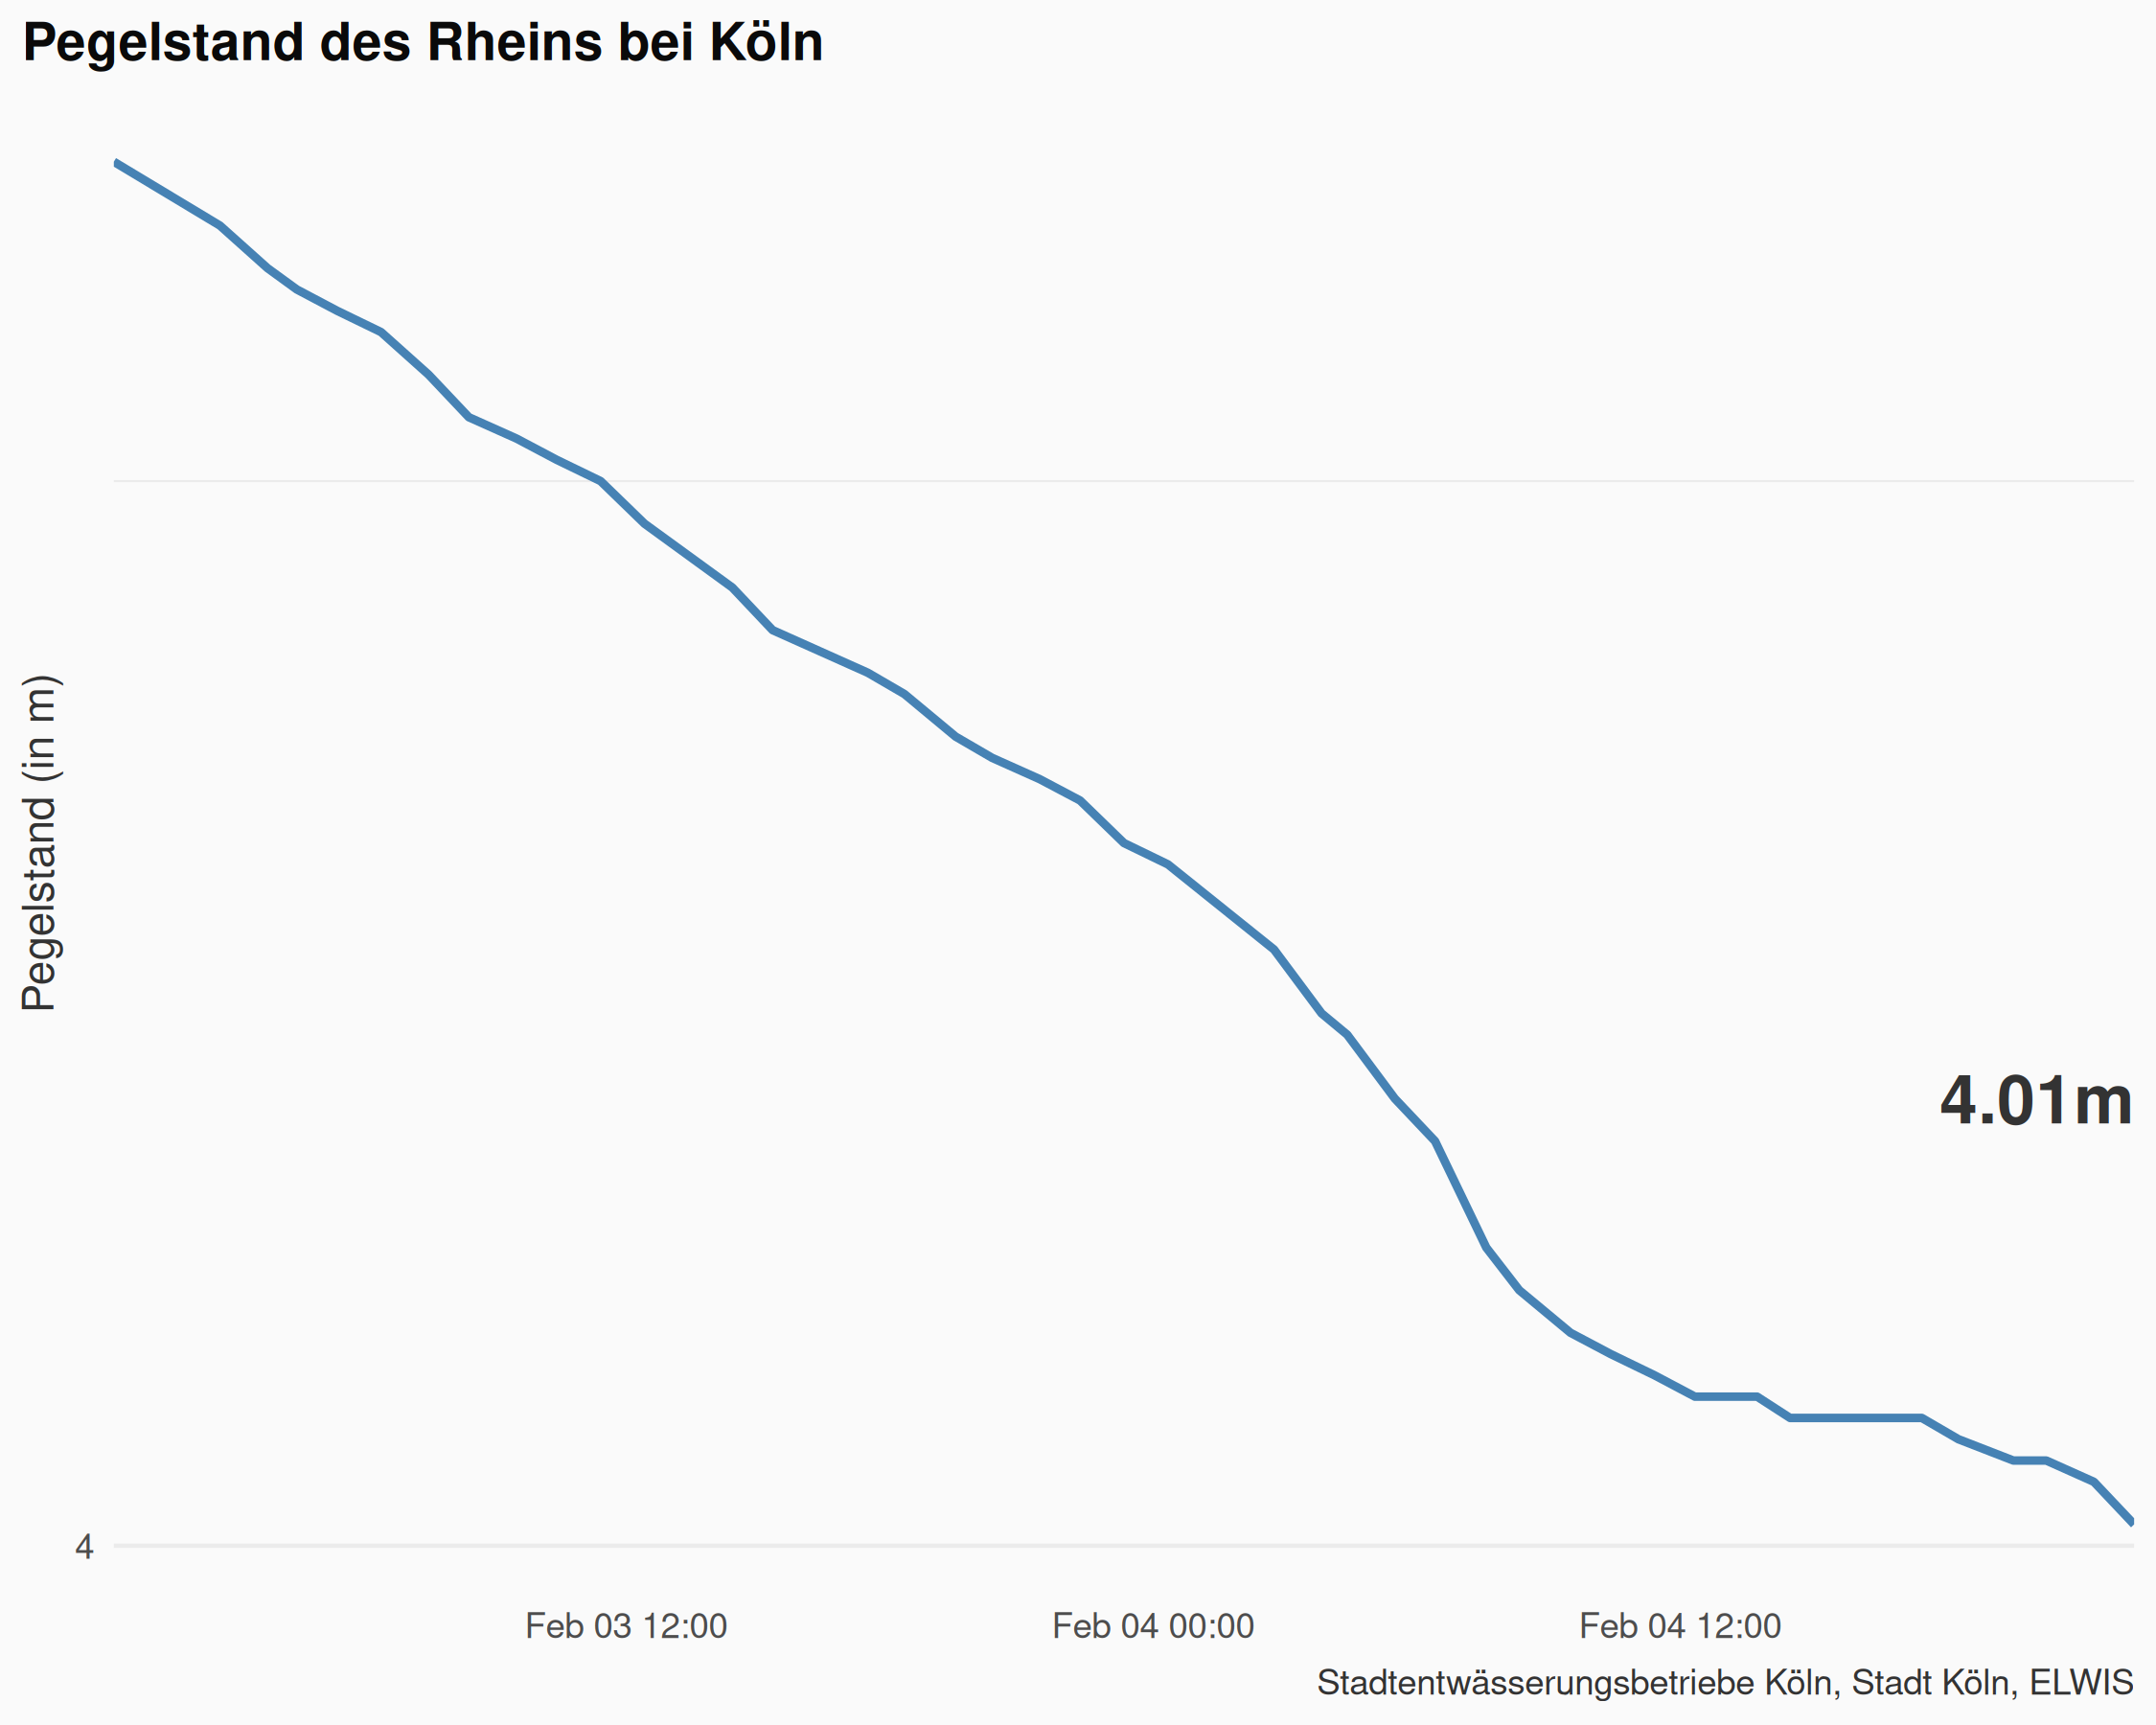 Pegelstand des Rheins bei Köln
Pegelstand (in m)
4.01m
4
Feb 03 12:00
Feb 04 00:00
Feb 04 12:00
Stadtentwässerungsbetriebe Köln, Stadt Köln, ELWIS